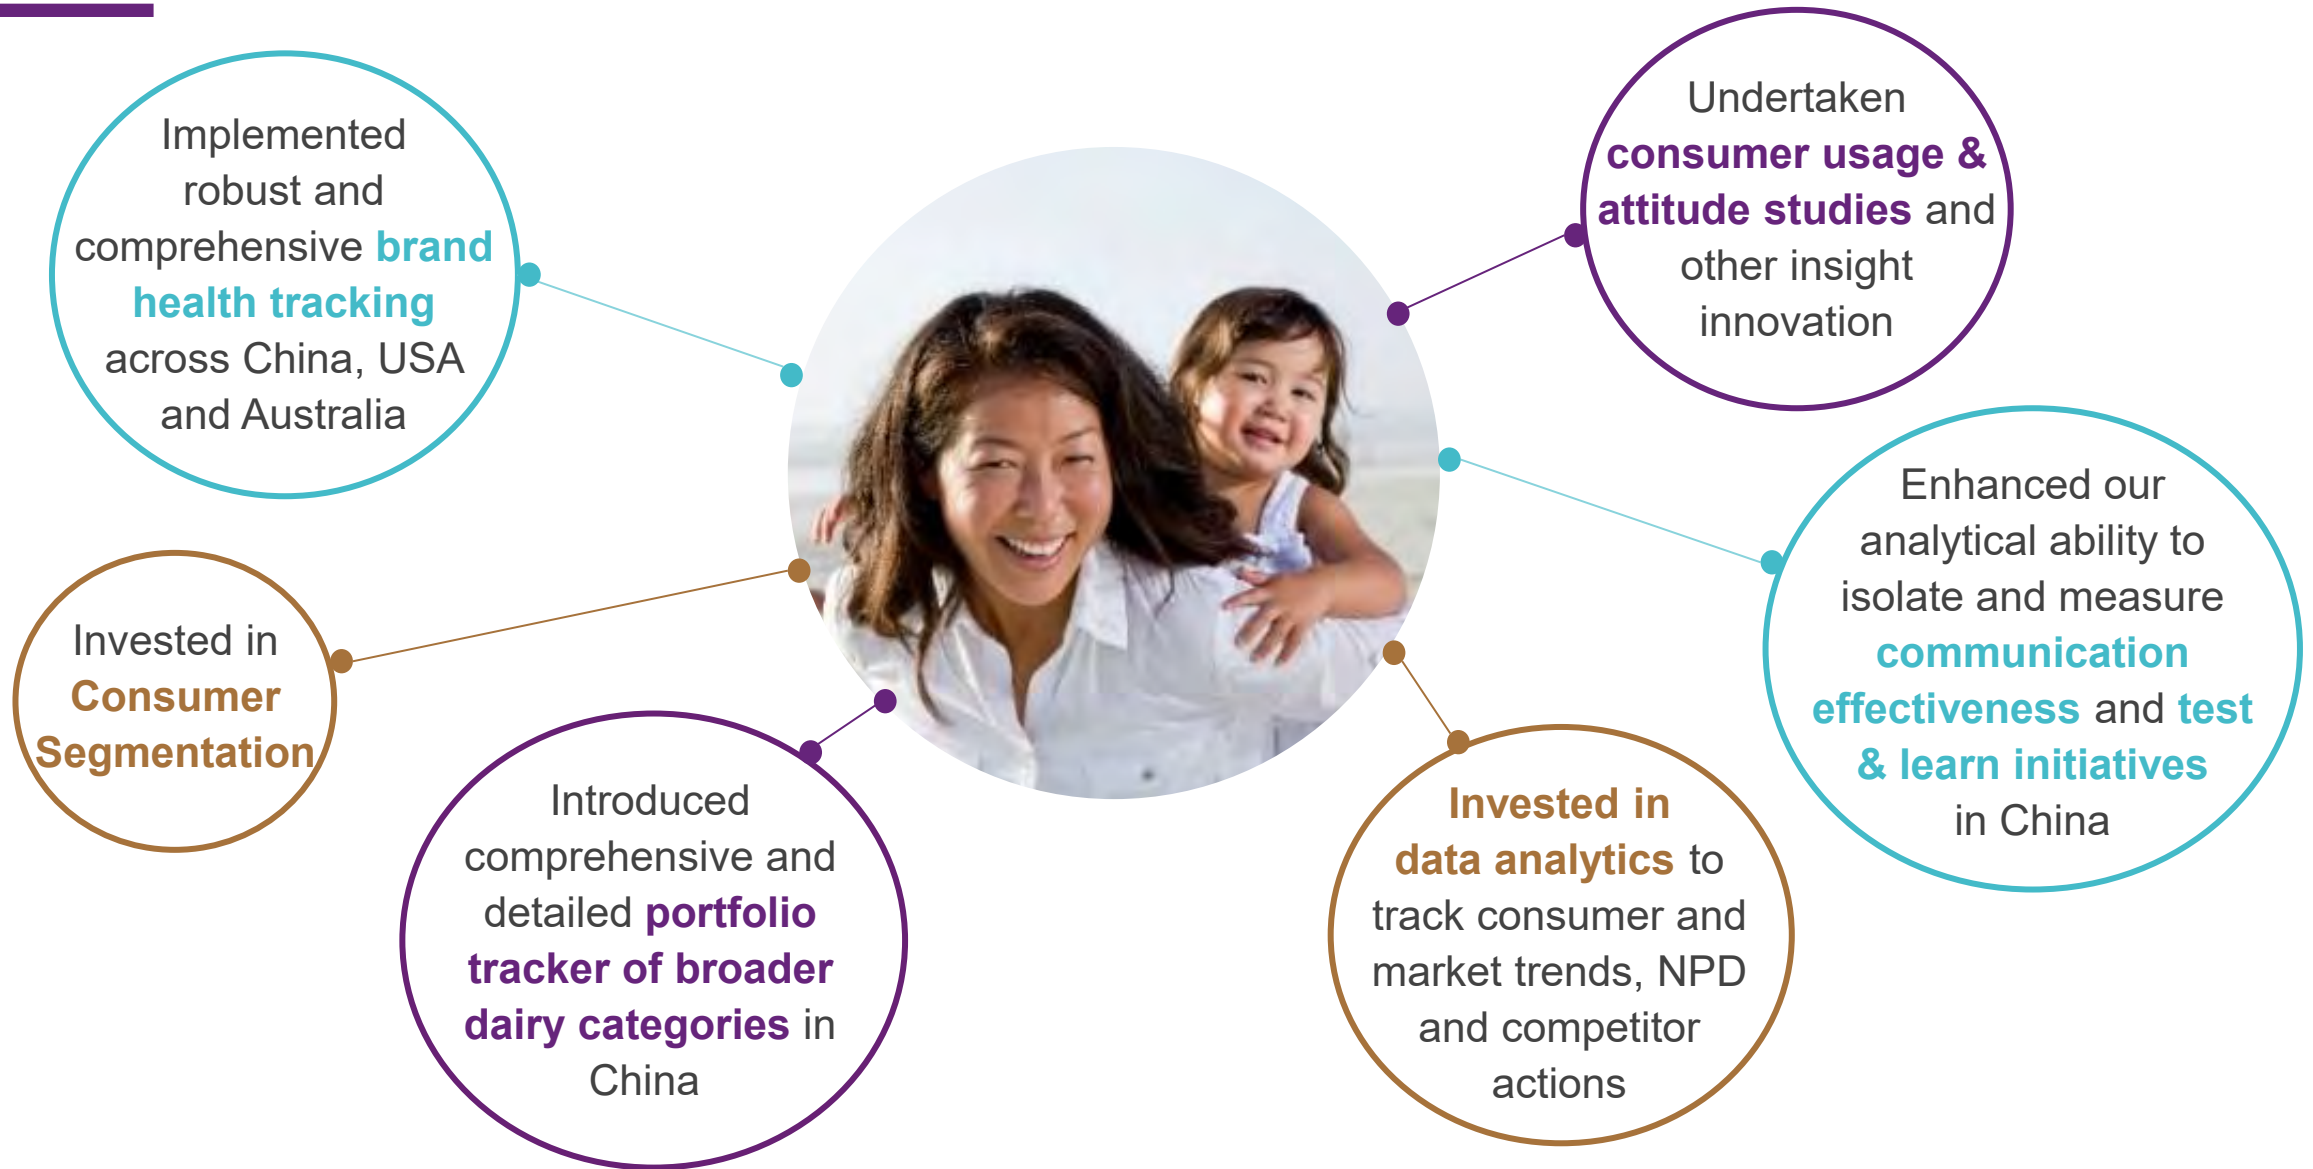 Implemented
robust and
comprehensive brand
health tracking
across China, USA
and Australia
Undertaken
consumer usage &
attitude studies and
other insight
innovation
Enhanced our
analytical ability to
isolate and measure
communication
effectiveness and test
& learn initiatives
in China
Invested in
Consumer
Segmentation
Introduced
comprehensive and
detailed portfolio
tracker of broader
dairy categories in
China
Invested in
data analytics to
track consumer and
market trends, NPD
and competitor
actions